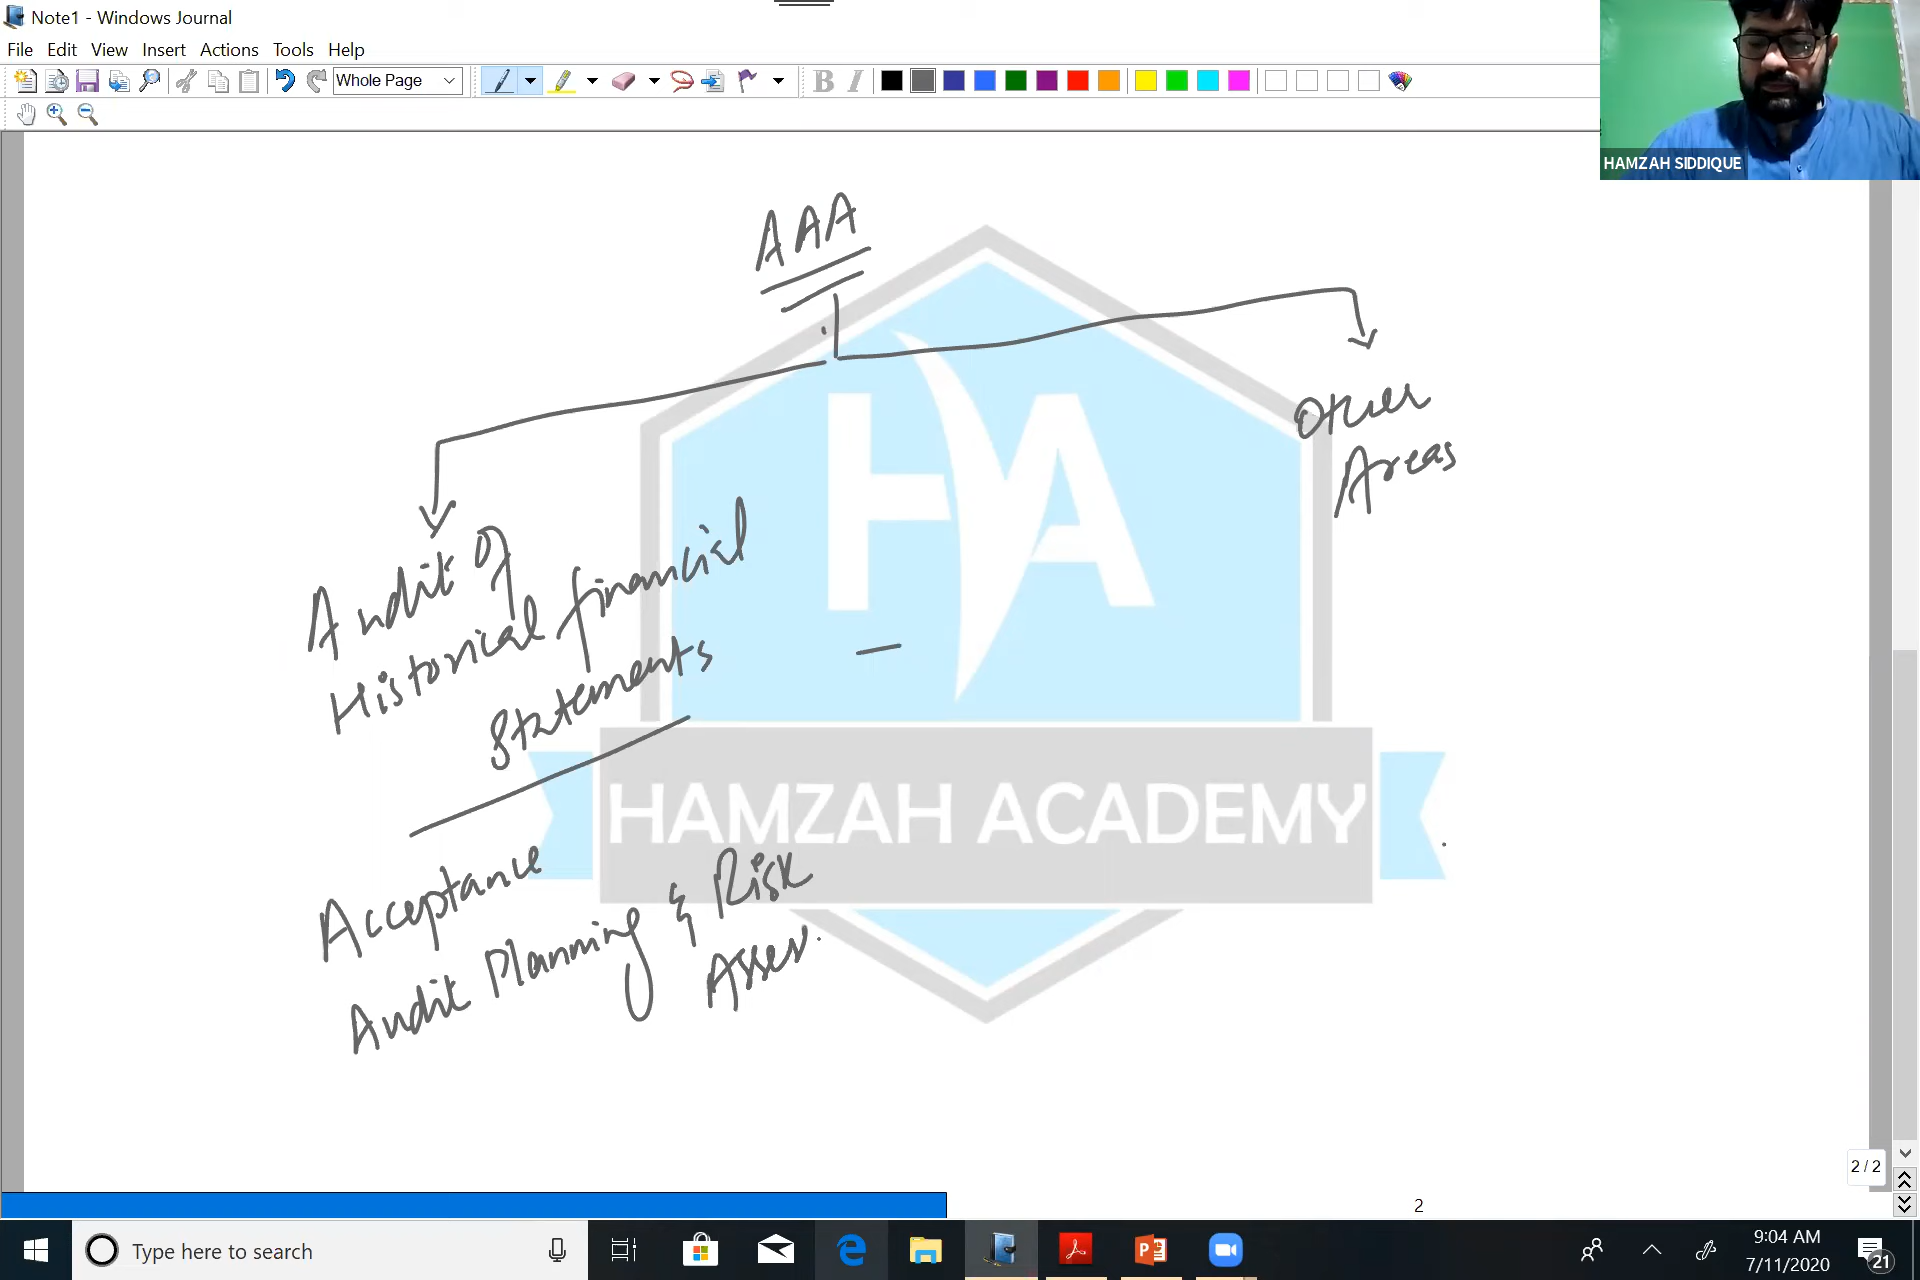 Note1 - Windows Journal
File Edit View Insert Actions Tools Help
Whole Page
B I
HAMZAH SIDDIQUE
AAA
Other
Areas
Audit of
Historical financial
Statements
HA
HAMZAH ACADEMY
Acceptance
Audit Planning & Risk
Asses.
2 / 2
2
Type here to search
9:04 AM
7/11/2020
21